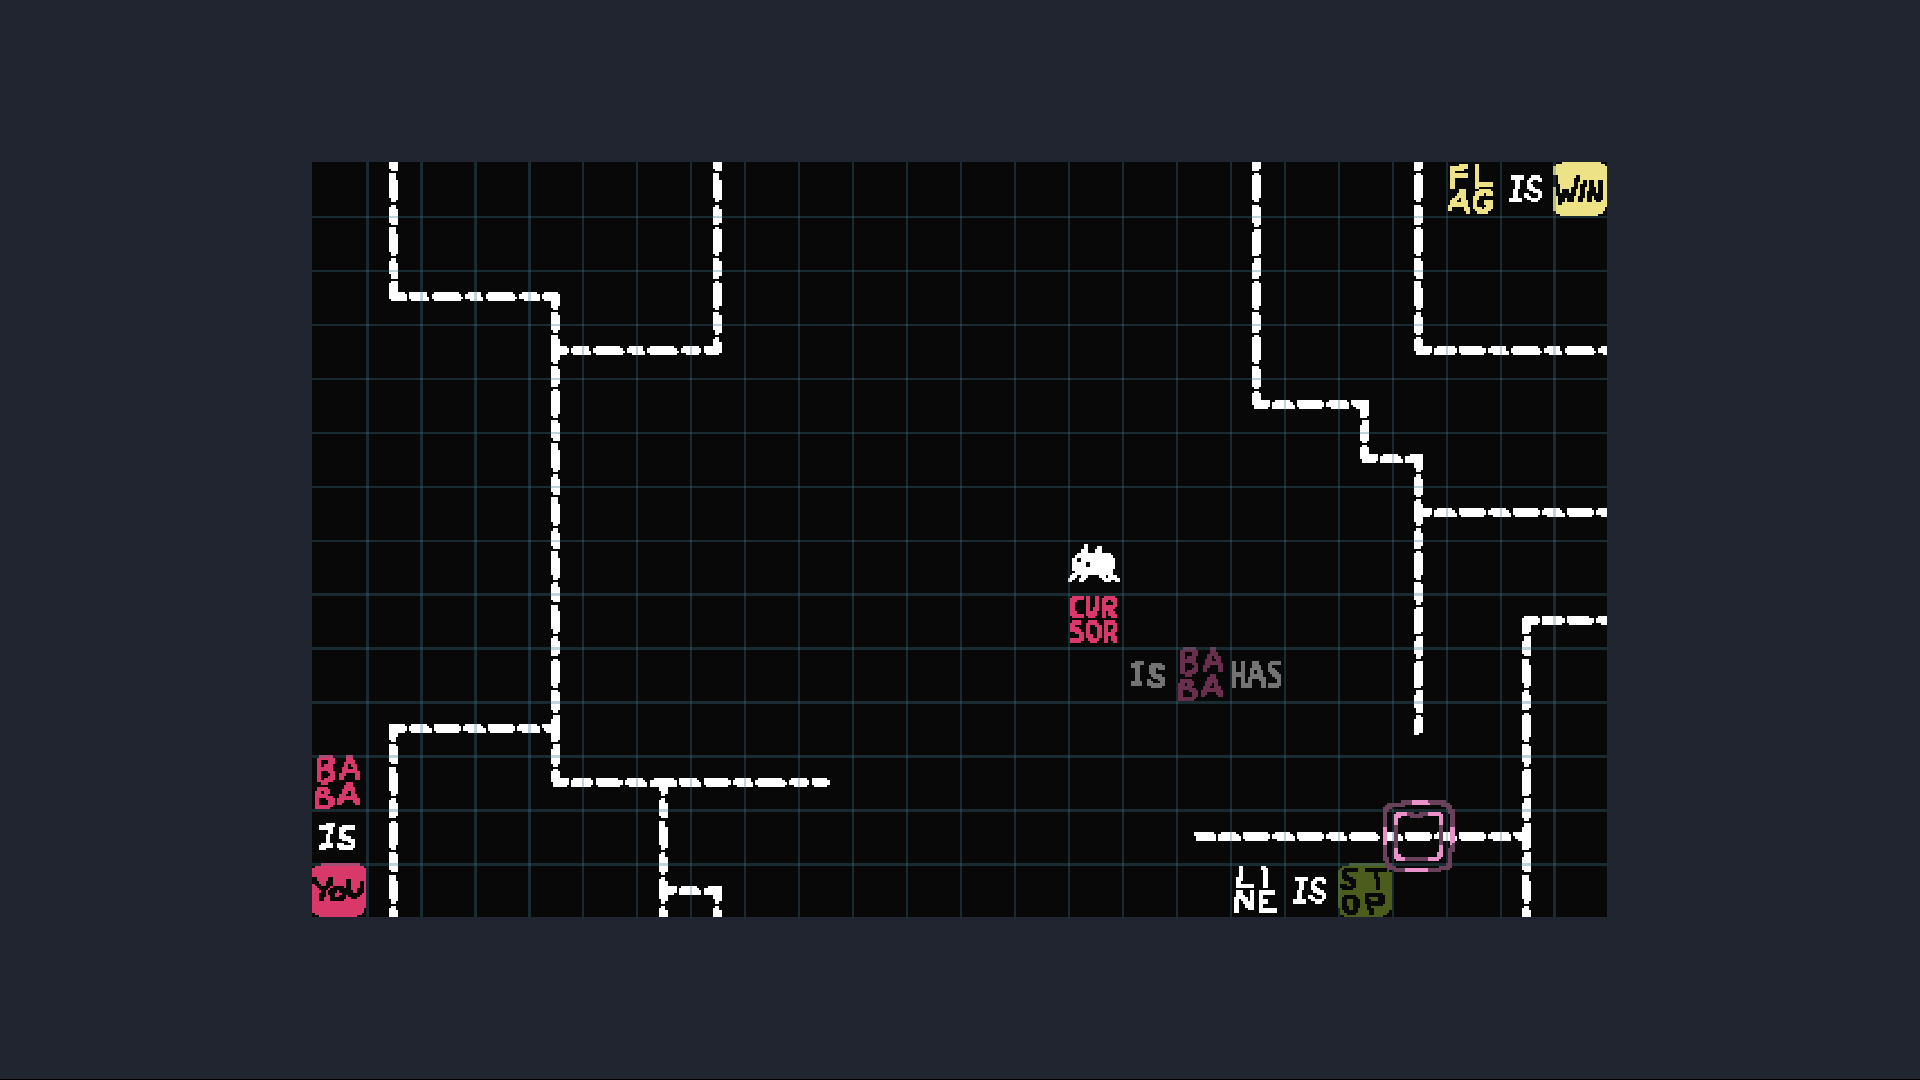 FLAG IS WIN
CURSOR
IS BABA HAS
BABA
IS
YOU
LINE IS STOP